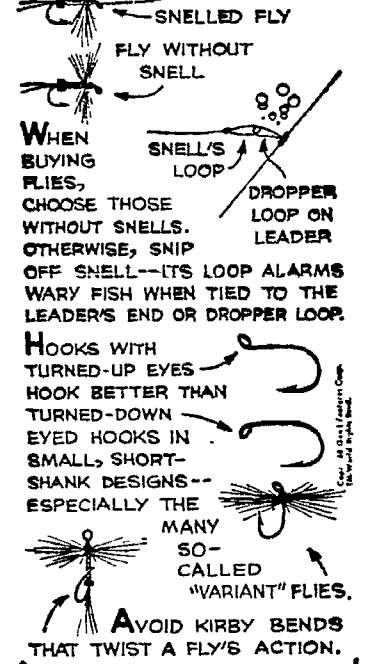 SNELLED FLY
FLY WITHOUT
SNELL
WHEN
BUYING
FLIES,
CHOOSE THOSE
WITHOUT SNELLS.
OTHERWISE, SNIP
OFF SNELL--ITS LOOP ALARMS
WARY FISH WHEN TIED TO THE
LEADER'S END OR DROPPER LOOP.
SNELL'S
LOOP
DROPPER
LOOP ON
LEADER
HOOKS WITH
TURNED-UP EYES
HOOK BETTER THAN
TURNED-DOWN
EYED HOOKS IN
SMALL, SHORT-
SHANK DESIGNS--
ESPECIALLY THE
MANY
SO-
CALLED
"VARIANT" FLIES.
AVOID KIRBY BENDS
THAT TWIST A FLY'S ACTION.
World Rights Rsvd.